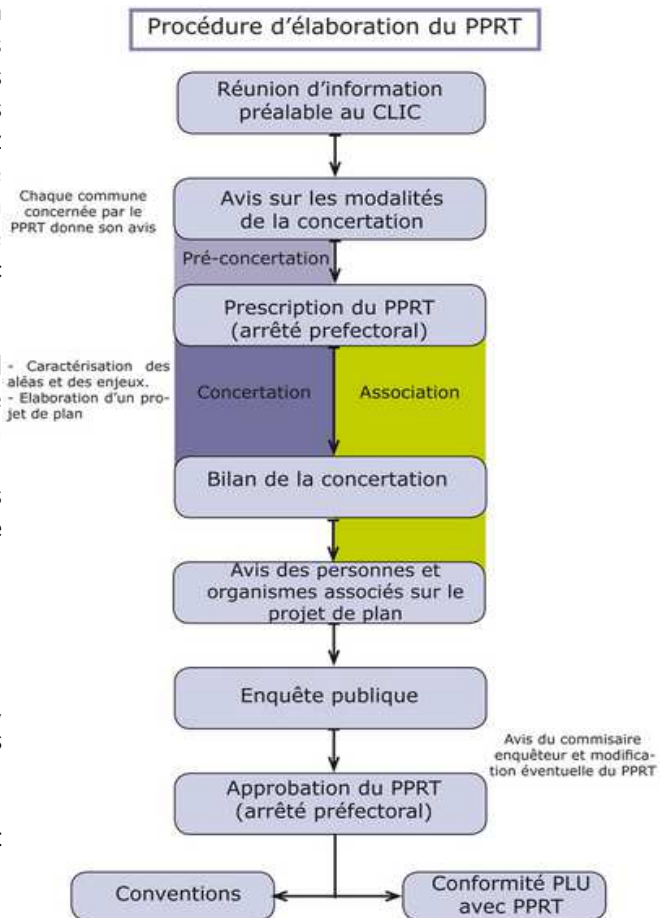 Procédure d'élaboration du PPRT
Réunion d'information
préalable au CLIC
Avis sur les modalités
de la concertation
Chaque commune
concernée par le
PPRT donne son avis
Pré-concertation
Prescription du PPRT
(arrêté prefectoral)
- Caractérisation des
aléas et des enjeux.
- Elaboration d'un pro-
jet de plan
Concertation
Association
Bilan de la concertation
Avis des personnes et
organismes associés sur le
projet de plan
Enquête publique
Avis du commisaire
enquêteur et modifica-
tion éventuelle du PPRT
Approbation du PPRT
(arrêté préfectoral)
Conventions
Conformité PLU
avec PPRT